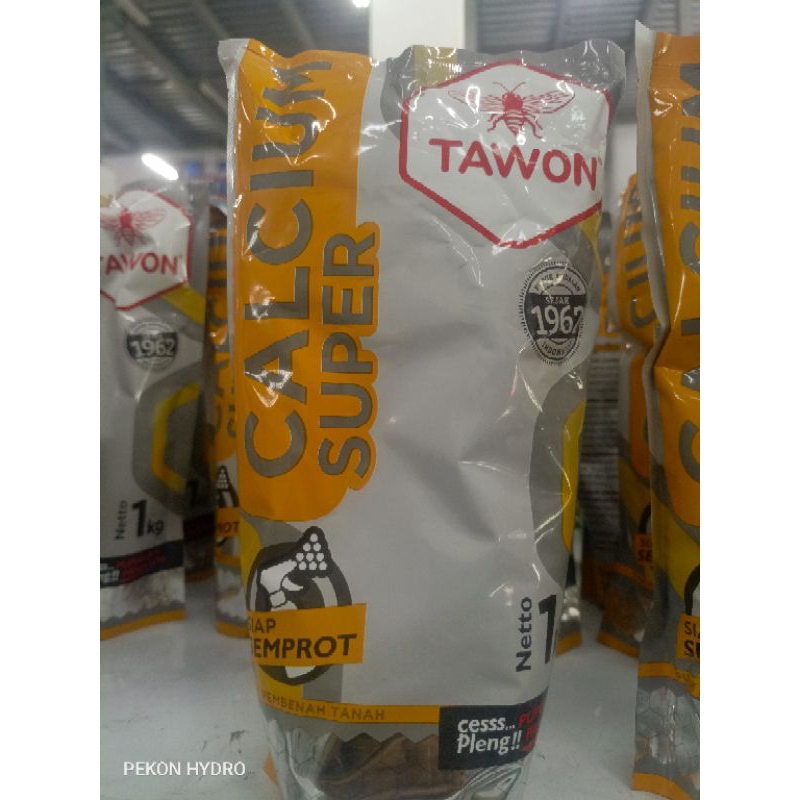 TAWON
CALCIUM
SUPER
SEJAK
1962
SIAP
SEMPROT
PEMBENAH TANAH
Netto
1
cesss...
Pleng!!
TAWON
1962
Netto 1kg
CALCIUM
PEKON HYDRO